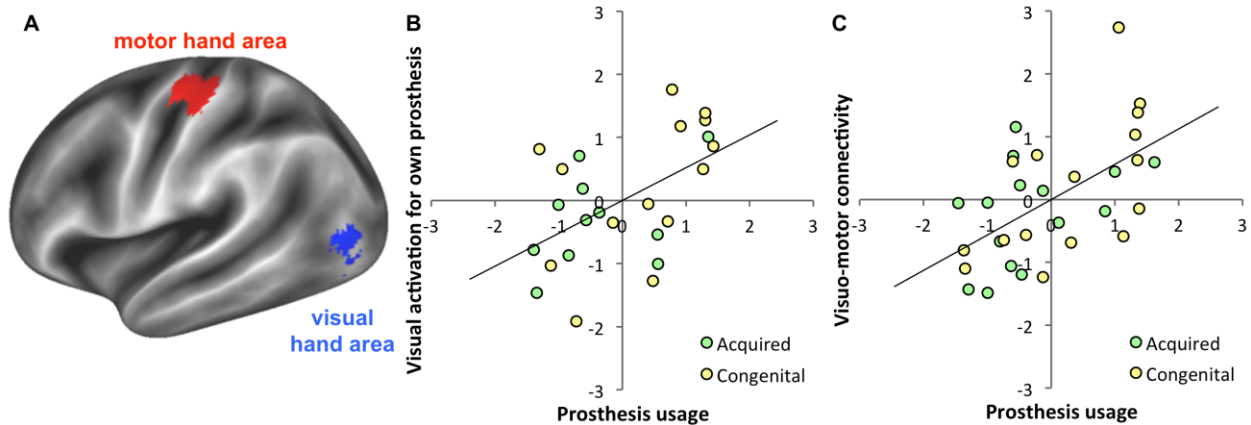 A
motor hand area
visual
hand area
B
Visual activation for own prosthesis
3
2
1
0
-1
-2
-3
-3
-2
-1
0
1
2
3
Acquired
Congenital
Prosthesis usage
C
Visuo-motor connectivity
3
2
1
0
-1
-2
-3
-3
-2
-1
0
1
2
3
Acquired
Congenital
Prosthesis usage